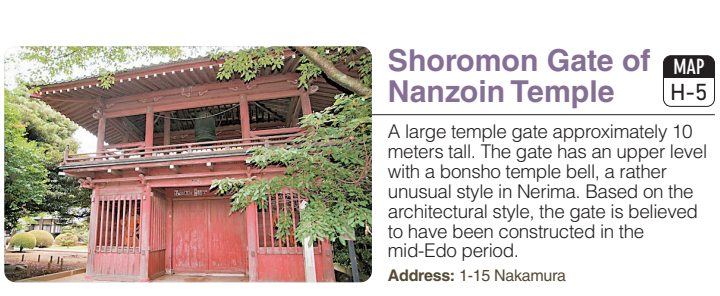 Shoromon Gate of
Nanzoin Temple
MAP
H-5
A large temple gate approximately 10
meters tall. The gate has an upper level
with a bonsho temple bell, a rather
unusual style in Nerima. Based on the
architectural style, the gate is believed
to have been constructed in the
mid-Edo period.
Address: 1-15 Nakamura